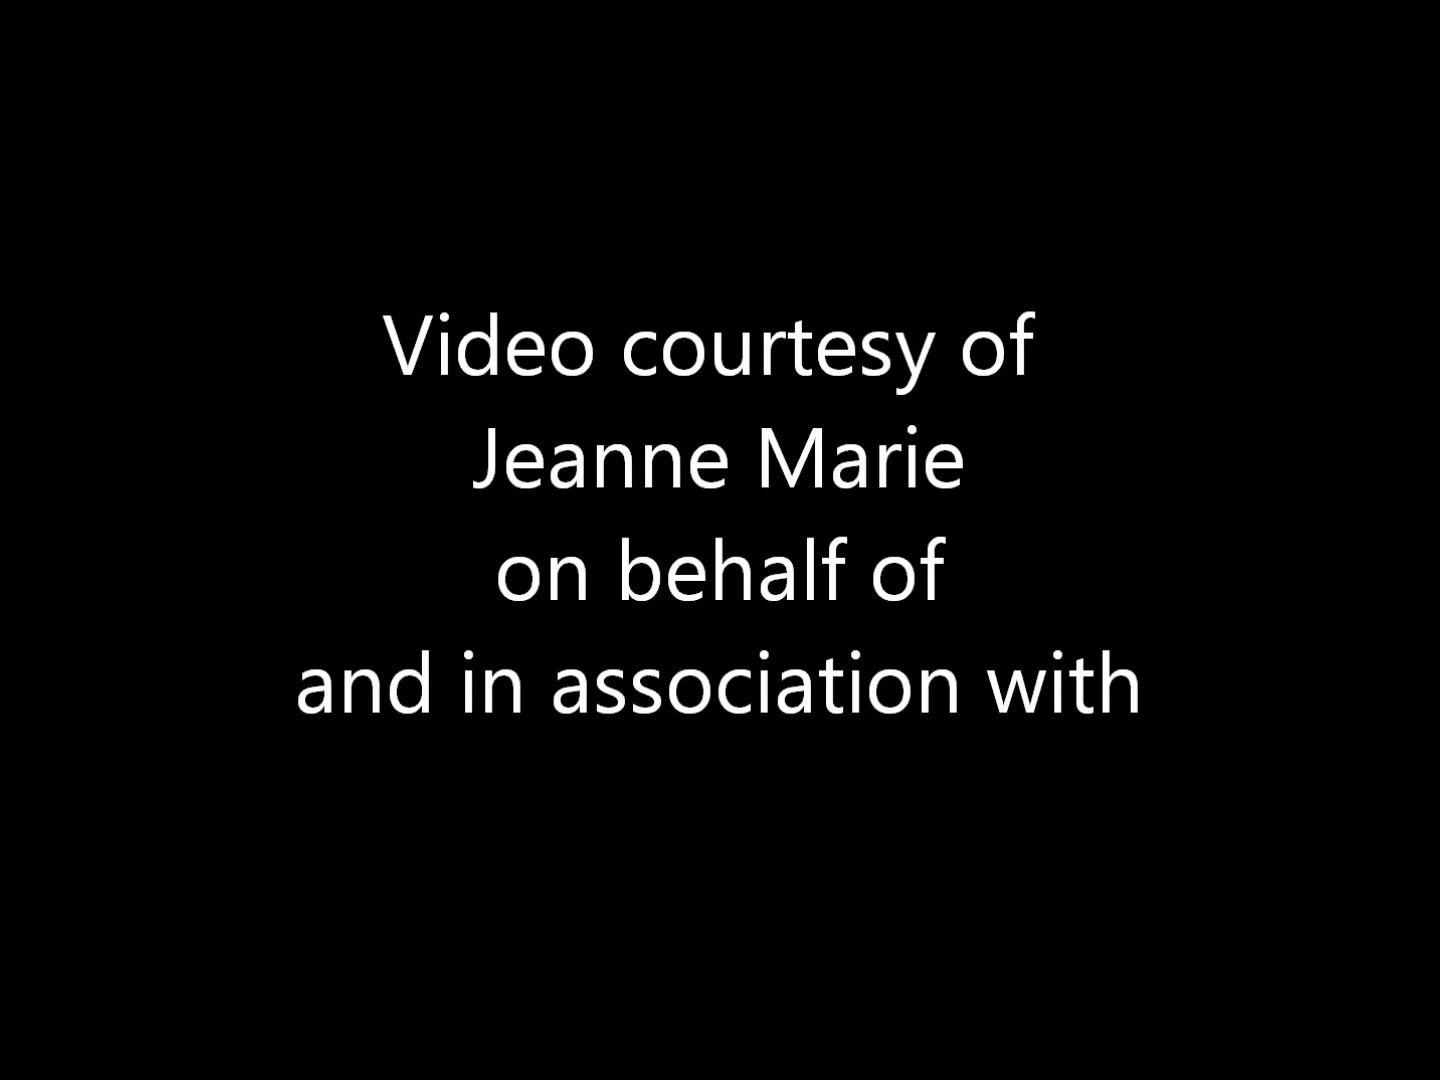 Video courtesy of
Jeanne Marie
on behalf of
and in association with